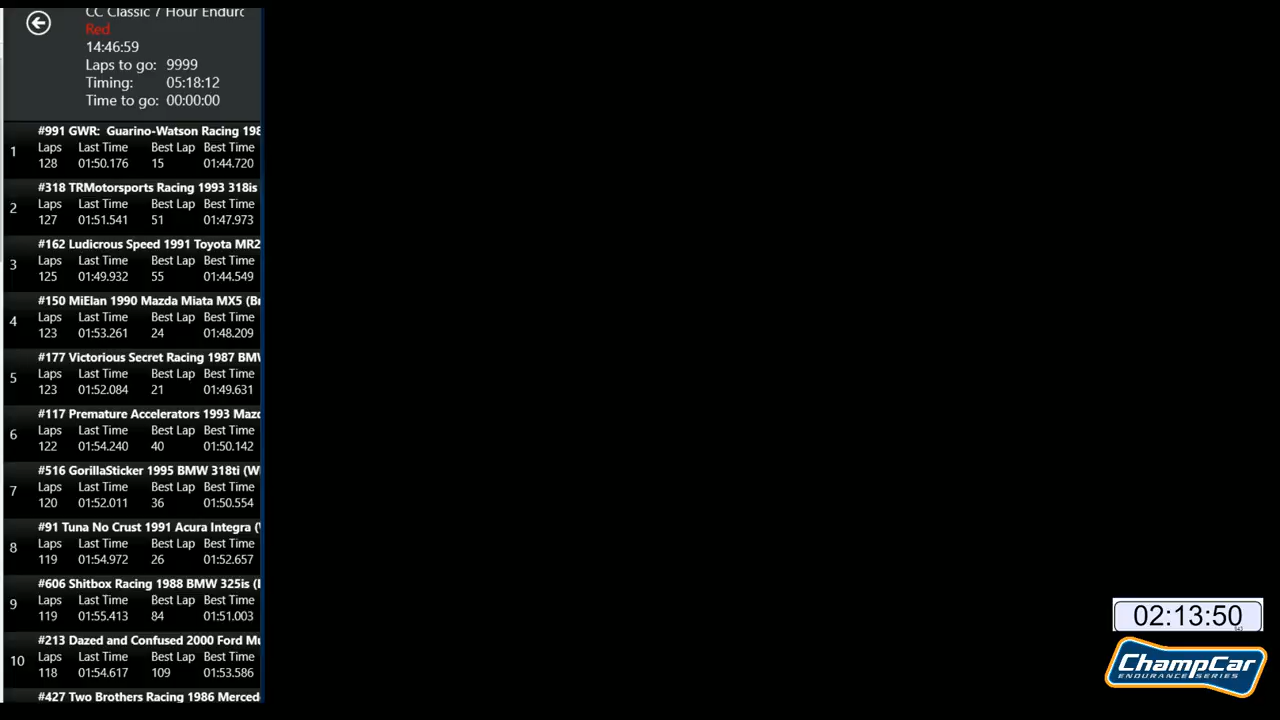 CC Classic 7 Hour Endurc
Red
14:46:59
Laps to go: 9999
Timing: 05:18:12
Time to go: 00:00:00
#991 GWR: Guarino-Watson Racing 198
Laps Last Time Best Lap Best Time
1
128 01:50.176 15 01:44.720
#318 TRMotorsports Racing 1993 318is
Laps Last Time Best Lap Best Time
2
127 01:51.541 51 01:47.973
#162 Ludicrous Speed 1991 Toyota MR2
Laps Last Time Best Lap Best Time
3
125 01:49.932 55 01:44.549
#150 MiElan 1990 Mazda Miata MX5 (Br
Laps Last Time Best Lap Best Time
4
123 01:53.261 24 01:48.209
#177 Victorious Secret Racing 1987 BMW
Laps Last Time Best Lap Best Time
5
123 01:52.084 21 01:49.631
#117 Premature Accelerators 1993 Mazd
Laps Last Time Best Lap Best Time
6
122 01:54.240 40 01:50.142
#516 GorillaSticker 1995 BMW 318ti (W
Laps Last Time Best Lap Best Time
7
120 01:52.011 36 01:50.554
#91 Tuna No Crust 1991 Acura Integra (
Laps Last Time Best Lap Best Time
8
119 01:54.972 26 01:52.657
#606 Shitbox Racing 1988 BMW 325is (
Laps Last Time Best Lap Best Time
9
119 01:55.413 84 01:51.003
#213 Dazed and Confused 2000 Ford Mu
Laps Last Time Best Lap Best Time
10
118 01:54.617 109 01:53.586
#427 Two Brothers Racing 1986 Merced
02:13:50
ChampCar
ENDURANCE SERIES